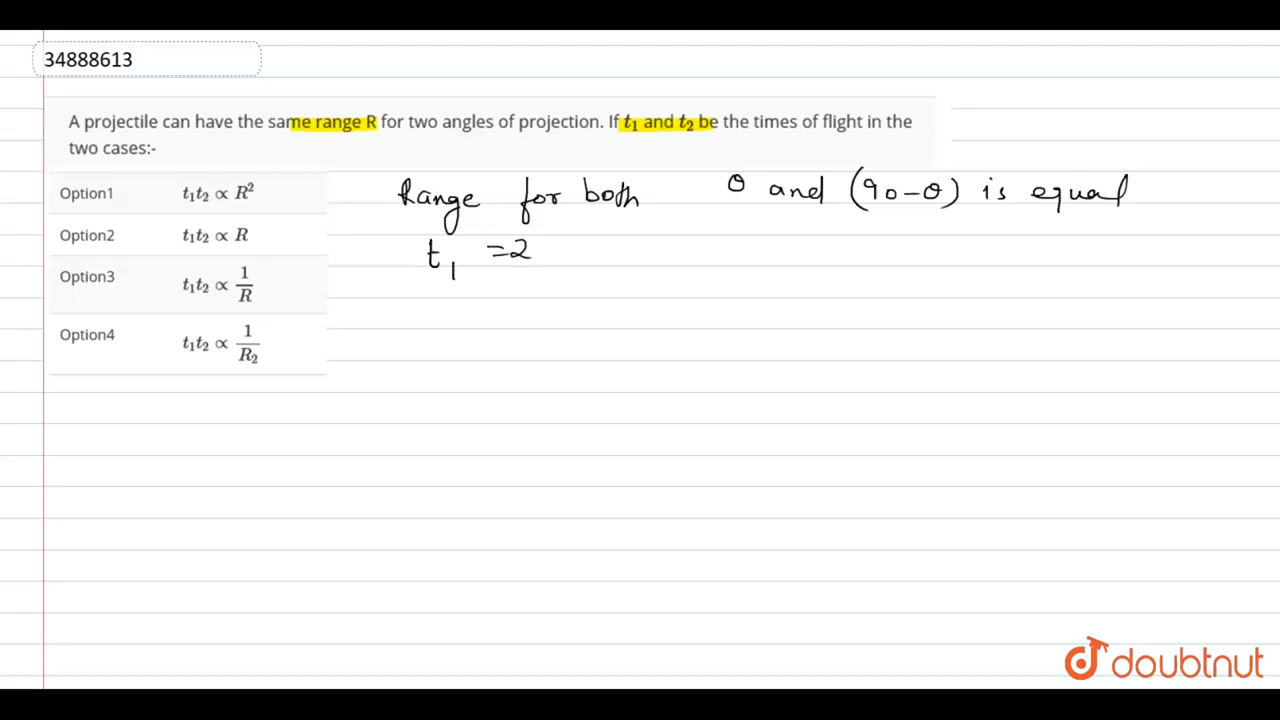 34888613
A projectile can have the same range R for two angles of projection. If t₁ and t₂ be the times of flight in the
two cases:-
Option1 t₁t₂ ∝ R²
Option2 t₁t₂ ∝ R
Option3 t₁t₂ ∝ 1/R
Option4 t₁t₂ ∝ 1/R₂
Range for both θ and (90-θ) is equal
t₁ =2
doubtnut